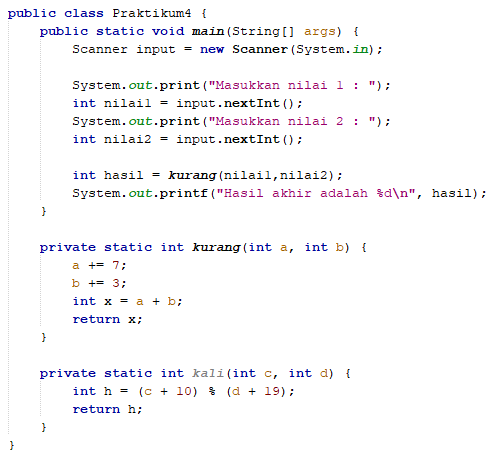 public class Praktikum4 {
    public static void main(String[] args) {
        Scanner input = new Scanner(System.in);

        System.out.print("Masukkan nilai 1 : ");
        int nilai1 = input.nextInt();
        System.out.print("Masukkan nilai 2 : ");
        int nilai2 = input.nextInt();

        int hasil = kurang(nilai1,nilai2);
        System.out.printf("Hasil akhir adalah %d\n", hasil);
    }

    private static int kurang(int a, int b) {
        a += 7;
        b += 3;
        int x = a + b;
        return x;
    }

    private static int kali(int c, int d) {
        int h = (c + 10) % (d + 19);
        return h;
    }
}